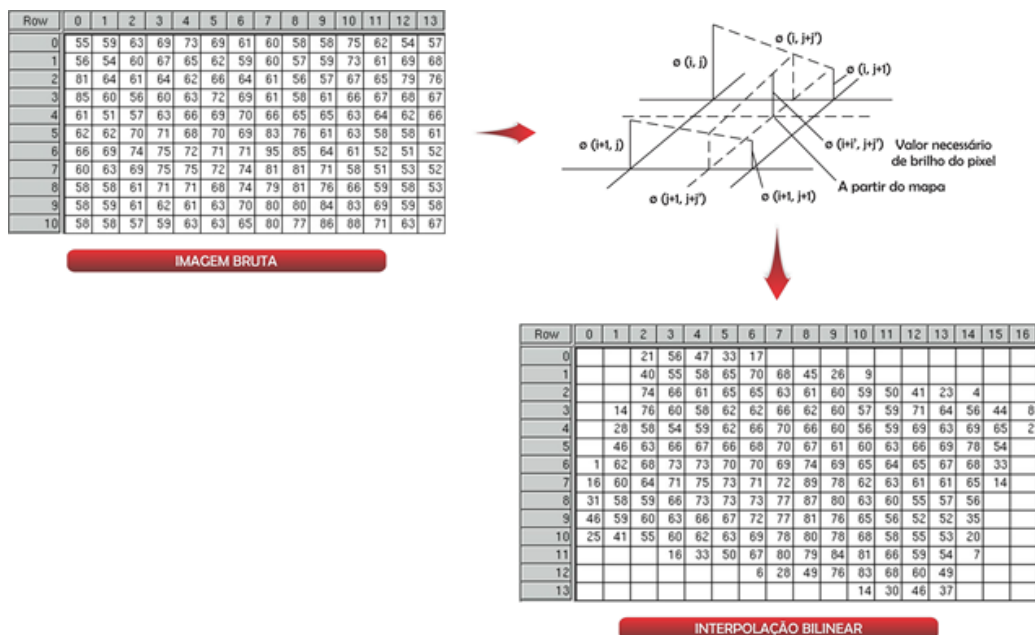 Row 0 1 2 3 4 5 6 7 8 9 10 11 12 13
0 55 59 63 69 73 69 61 60 58 58 75 62 54 57
1 56 54 60 67 65 62 59 60 57 59 73 61 69 68
2 81 64 61 64 62 66 64 61 56 57 67 65 79 76
3 85 60 56 60 63 72 69 61 58 61 66 67 68 67
4 61 51 57 63 66 69 70 66 65 65 63 64 62 66
5 62 62 70 71 68 70 69 83 76 61 63 58 58 61
6 66 69 74 75 72 71 71 95 85 64 61 52 51 52
7 60 63 69 75 75 72 74 81 81 71 58 51 53 52
8 58 58 61 71 71 68 74 79 81 76 66 59 58 53
9 58 59 61 62 61 63 70 80 80 84 83 69 59 58
10 58 58 57 59 63 63 65 80 77 86 88 71 63 67
IMAGEM BRUTA
ø (i, j)
ø (i, j+j')
ø (i, j+1)
ø (i+1, j)
ø (i+i', j+j')
Valor necessário
de brilho do pixel
A partir do mapa
ø (j+1, j+j')
ø (i+1, j+1)
Row 0 1 2 3 4 5 6 7 8 9 10 11 12 13 14 15 16
0 21 56 47 33 17
1 40 55 58 65 70 68 45 26 9
2 74 66 61 65 65 63 61 60 59 50 41 23 4
3 14 76 60 58 62 62 66 62 60 57 59 71 64 56 44 8
4 28 58 54 59 62 66 70 66 60 56 59 69 63 69 65 2
5 46 63 66 67 66 68 70 67 61 60 63 66 69 78 54
6 1 62 68 73 73 70 70 69 74 69 65 64 65 67 68 33
7 16 60 64 71 75 73 71 72 89 78 62 63 61 61 65 14
8 31 58 59 66 73 73 73 77 87 80 63 60 55 57 56
9 46 59 60 63 66 67 72 77 81 76 65 56 52 52 35
10 25 41 55 60 62 63 69 78 80 78 68 58 55 53 20
11 16 33 50 67 80 79 84 81 66 59 54 7
12 6 28 49 76 83 68 60 49
13 14 30 46 37
INTERPOLAÇÃO BILINEAR